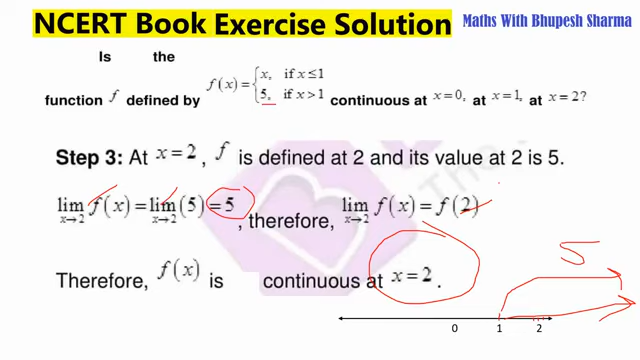 NCERT Book Exercise Solution
Maths With Bhupesh Sharma
Is the
function f defined by f(x) = { x, if x ≤ 1
5, if x > 1 continuous at x = 0, at x = 1, at x = 2?
Step 3: At x = 2, f is defined at 2 and its value at 2 is 5.
lim x→2 f(x) = lim x→2 (5) = 5, therefore, lim x→2 f(x) = f(2)
Therefore, f(x) is continuous at x = 2.
5
0 1 2